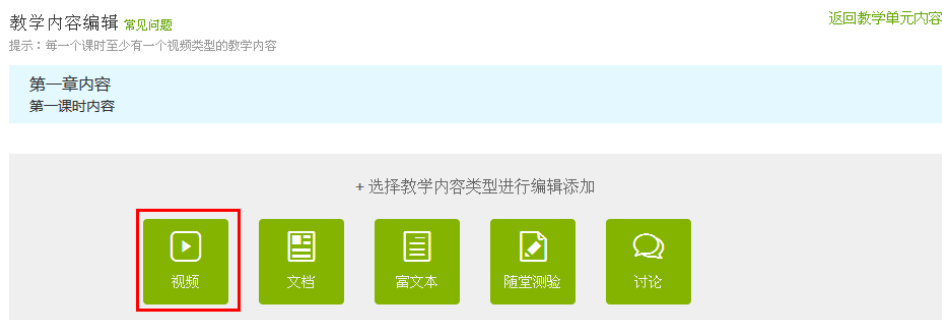 教学内容编辑 常见问题
返回教学单元内容
提示：每一个课时至少有一个视频类型的教学内容
第一章内容
第一课时内容
+ 选择教学内容类型进行编辑添加
视频 文档 富文本 随堂测验 讨论